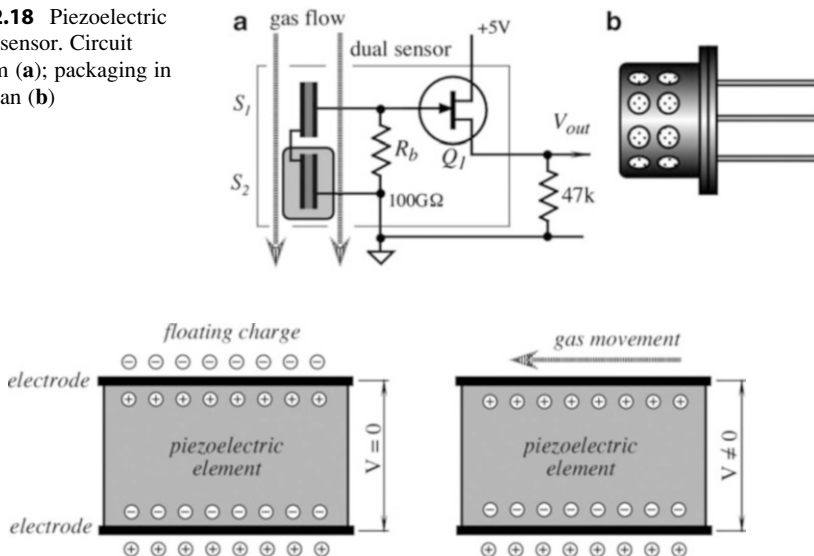 2.18 Piezoelectric
sensor. Circuit
(a); packaging in
an (b)
a
gas flow
+5V
b
dual sensor
S1
Vout
Rb
Q1
S2
100GΩ
47k
floating charge
gas movement
electrode
piezoelectric
element
V = 0
piezoelectric
element
V ≠ 0
electrode